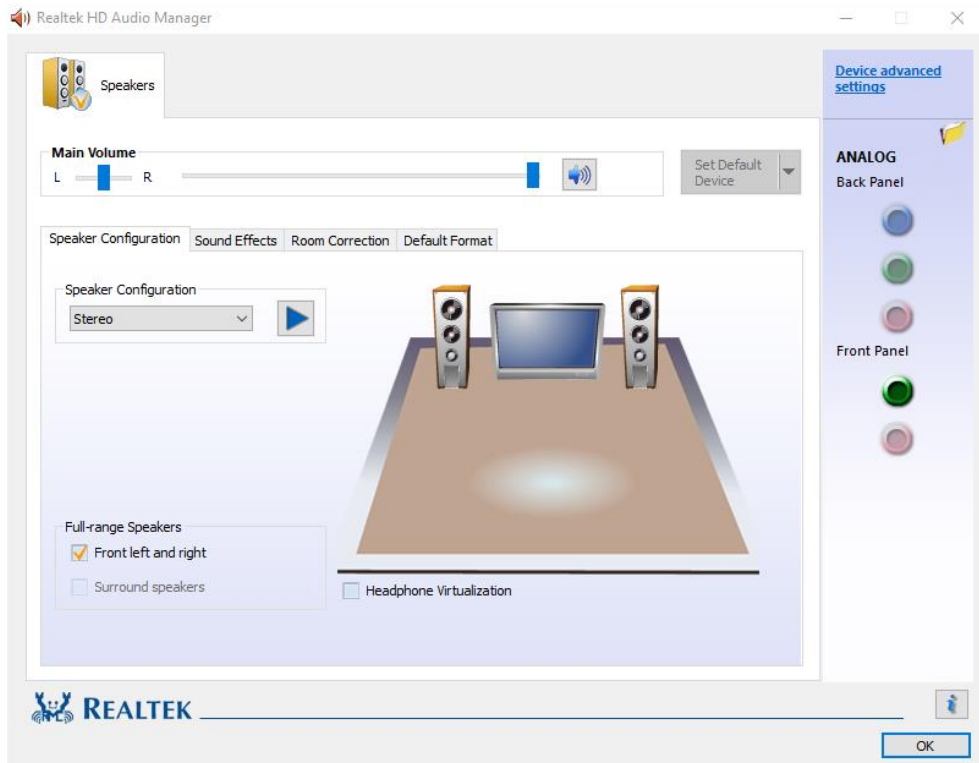 Realtek HD Audio Manager
Speakers
Device advanced
settings
Main Volume
L R
Set Default
Device
ANALOG
Back Panel
Speaker Configuration Sound Effects Room Correction Default Format
Speaker Configuration
Stereo
Front Panel
Full-range Speakers
Front left and right
Surround speakers
Headphone Virtualization
REALTEK
i
OK